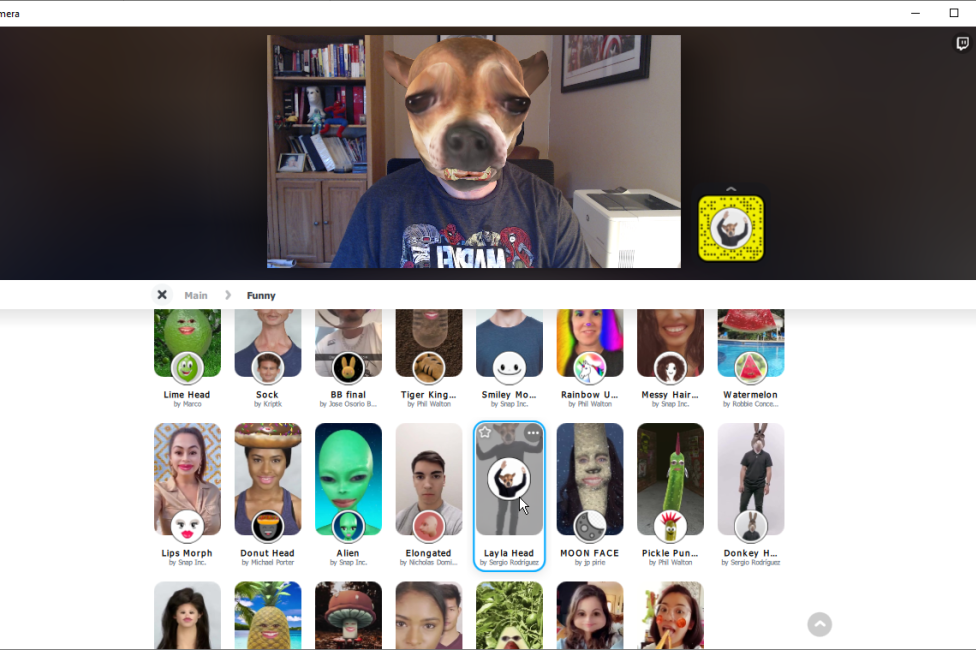 mera
MARVEL
Main
Funny
Lime Head
by Marco
Sock
by Kriptk
BB final
by Jose Osorio B...
Tiger King...
by Phil Walton
Smiley Mo...
by Snap Inc.
Rainbow U...
by Phil Walton
Messy Hair...
by Snap Inc.
Watermelon
by Robbie Conce...
Lips Morph
by Snap Inc.
Donut Head
by Michael Porter
Alien
by Snap Inc.
Elongated
by Nicholas Domi...
Layla Head
by Sergio Rodriguez
MOON FACE
by jp pirie
Pickle Pun...
by Phil Walton
Donkey H...
by Sergio Rodriguez